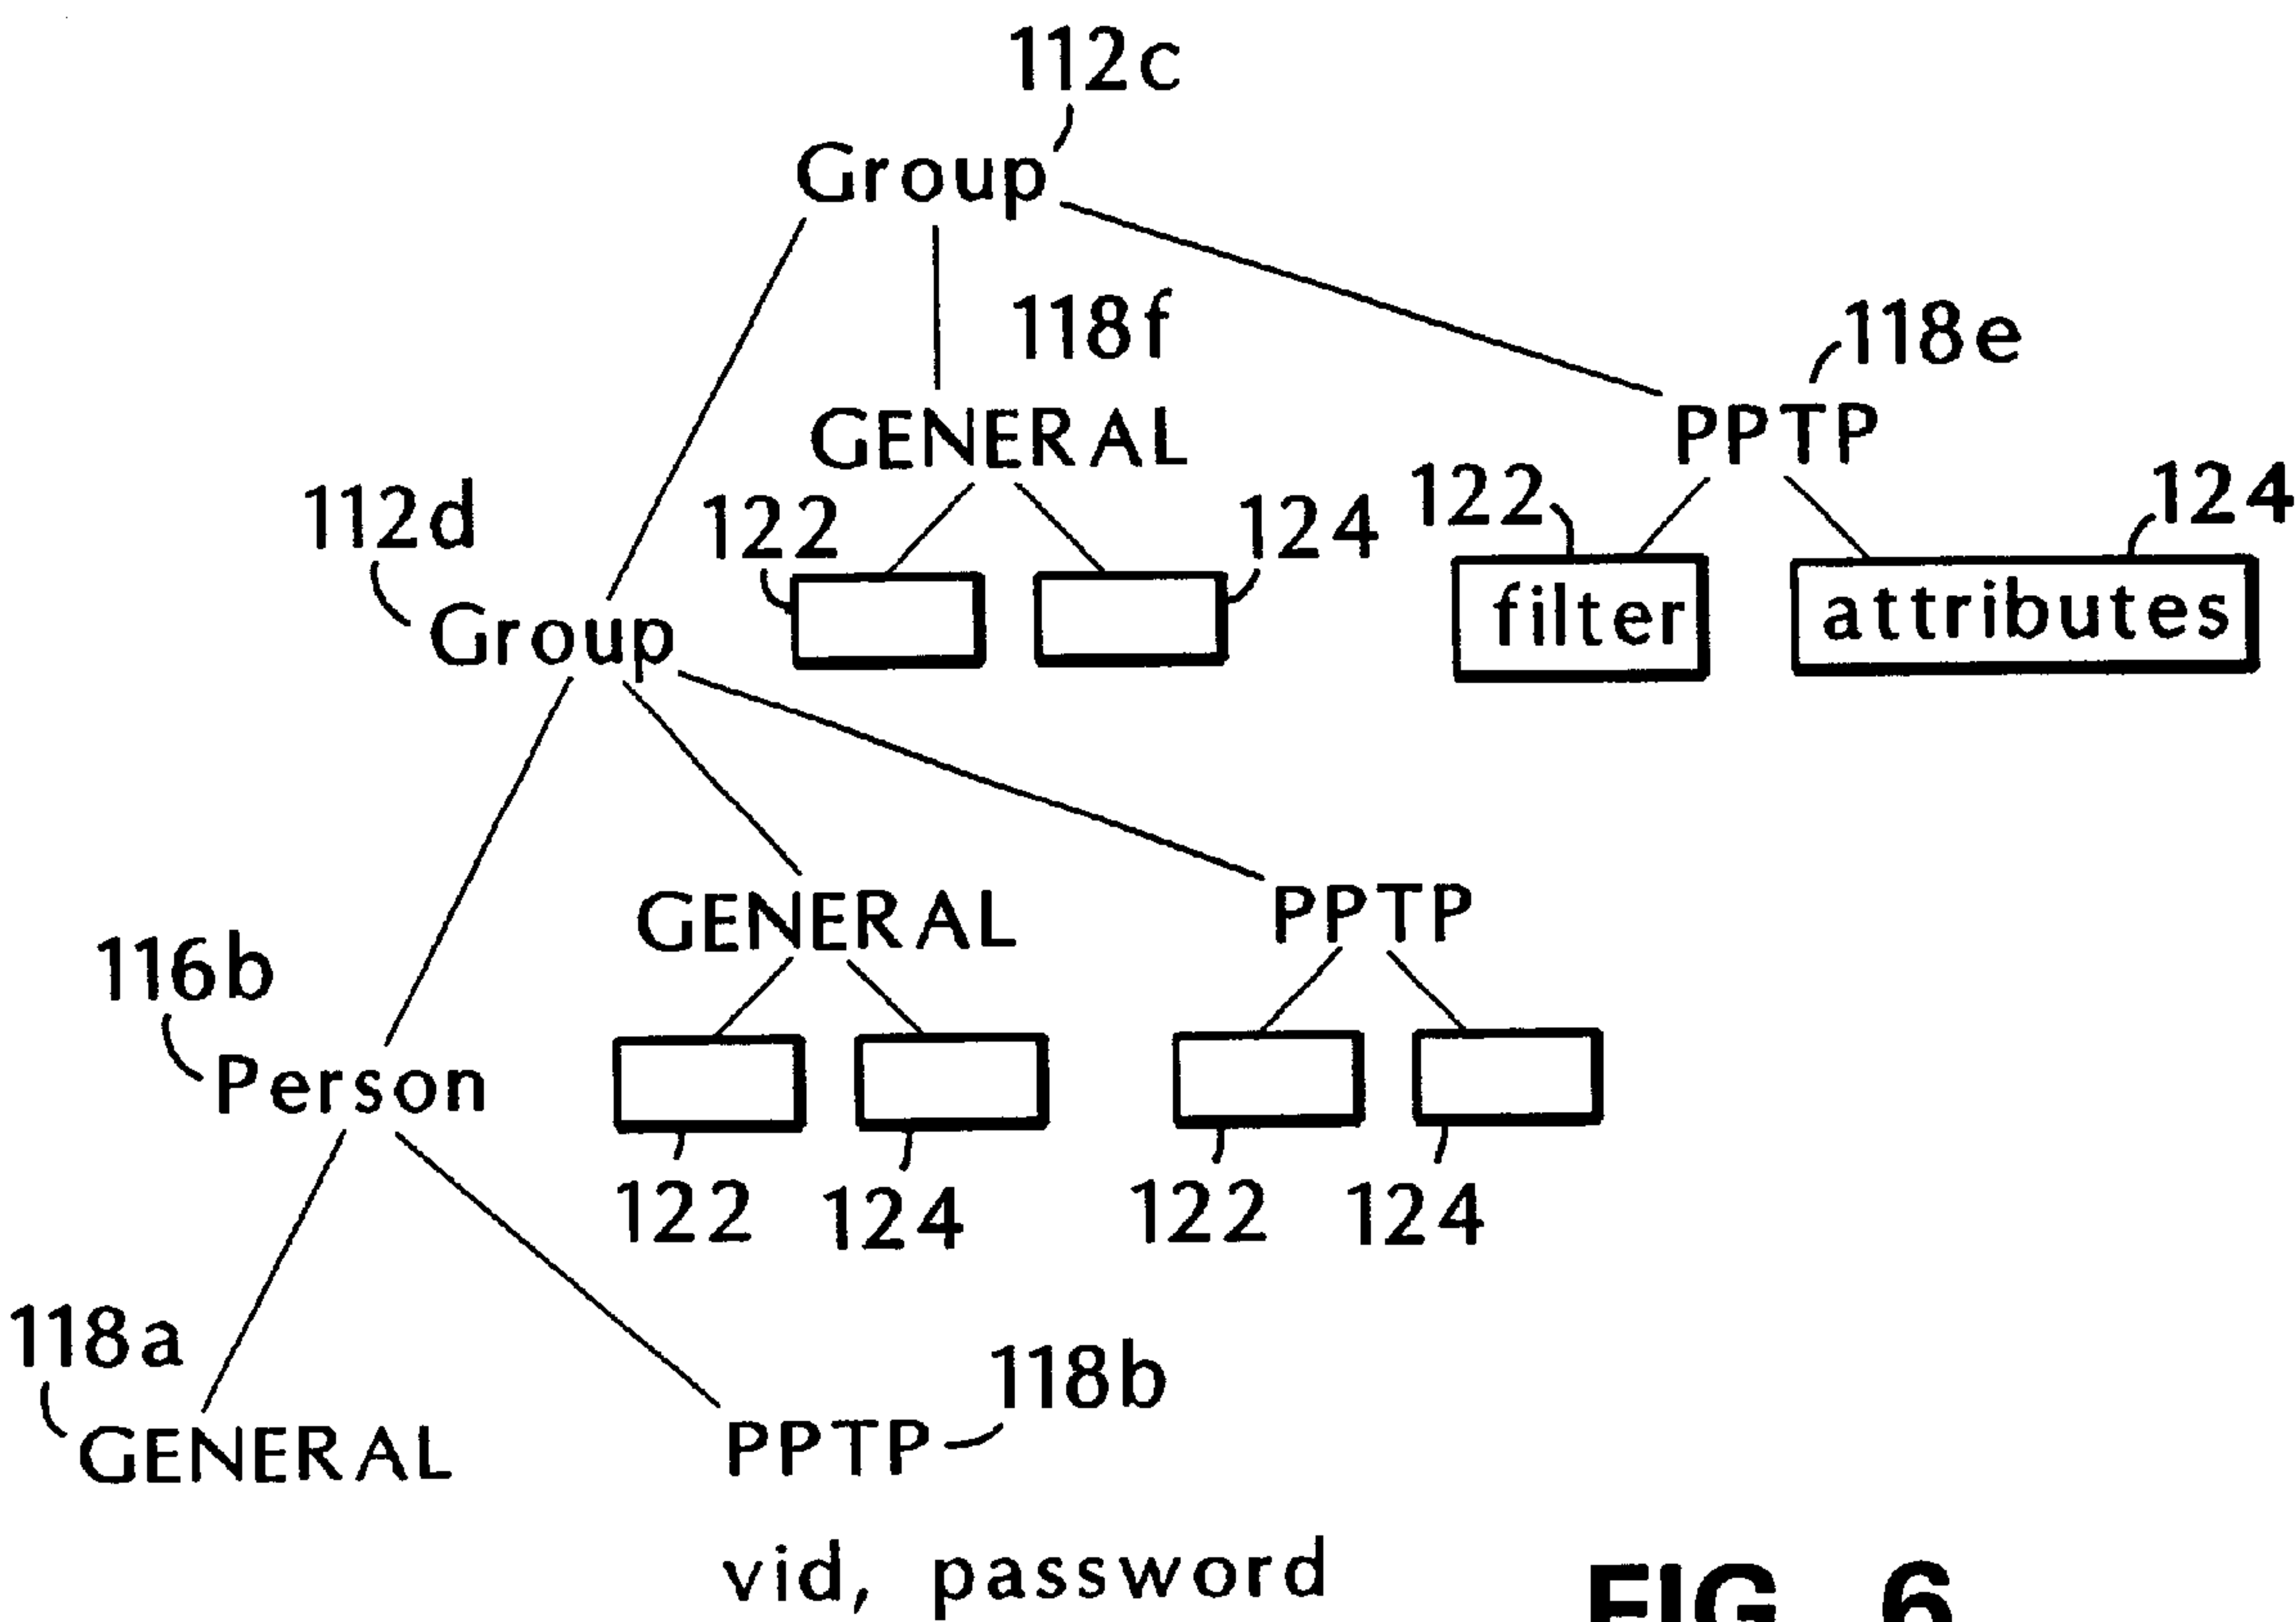 112c
Group
118f
118e
GENERAL
PPTP
112d
122
124
122
124
Group
filter
attributes
116b
GENERAL
PPTP
Person
122
124
122
124
118a
118b
GENERAL
PPTP
vid, password
FIG. 6